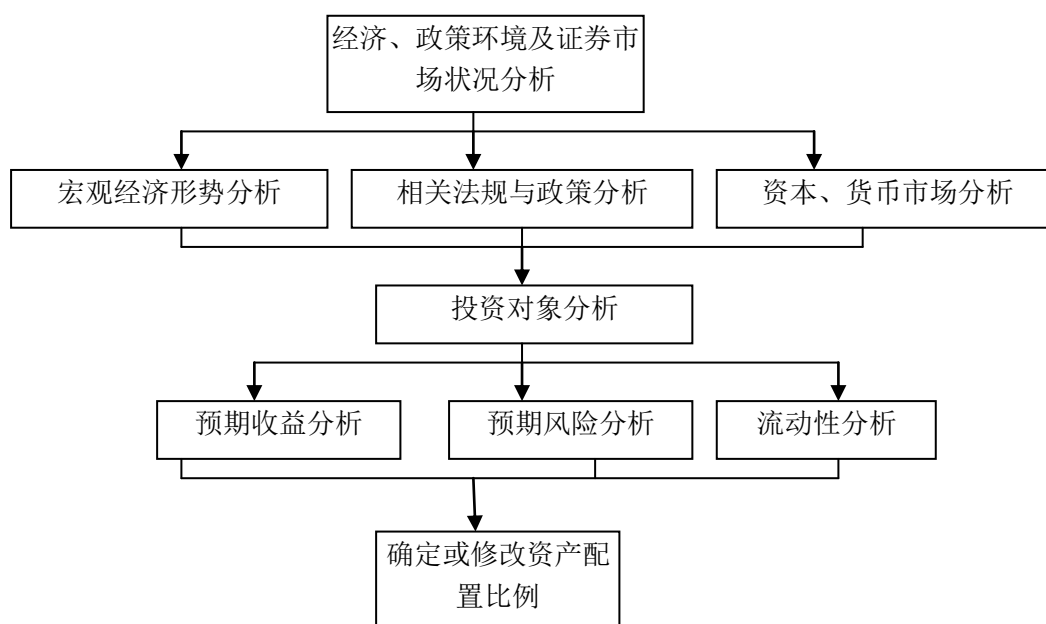 经济、政策环境及证券市
场状况分析
宏观经济形势分析
相关法规与政策分析
资本、货币市场分析
投资对象分析
预期收益分析
预期风险分析
流动性分析
确定或修改资产配
置比例